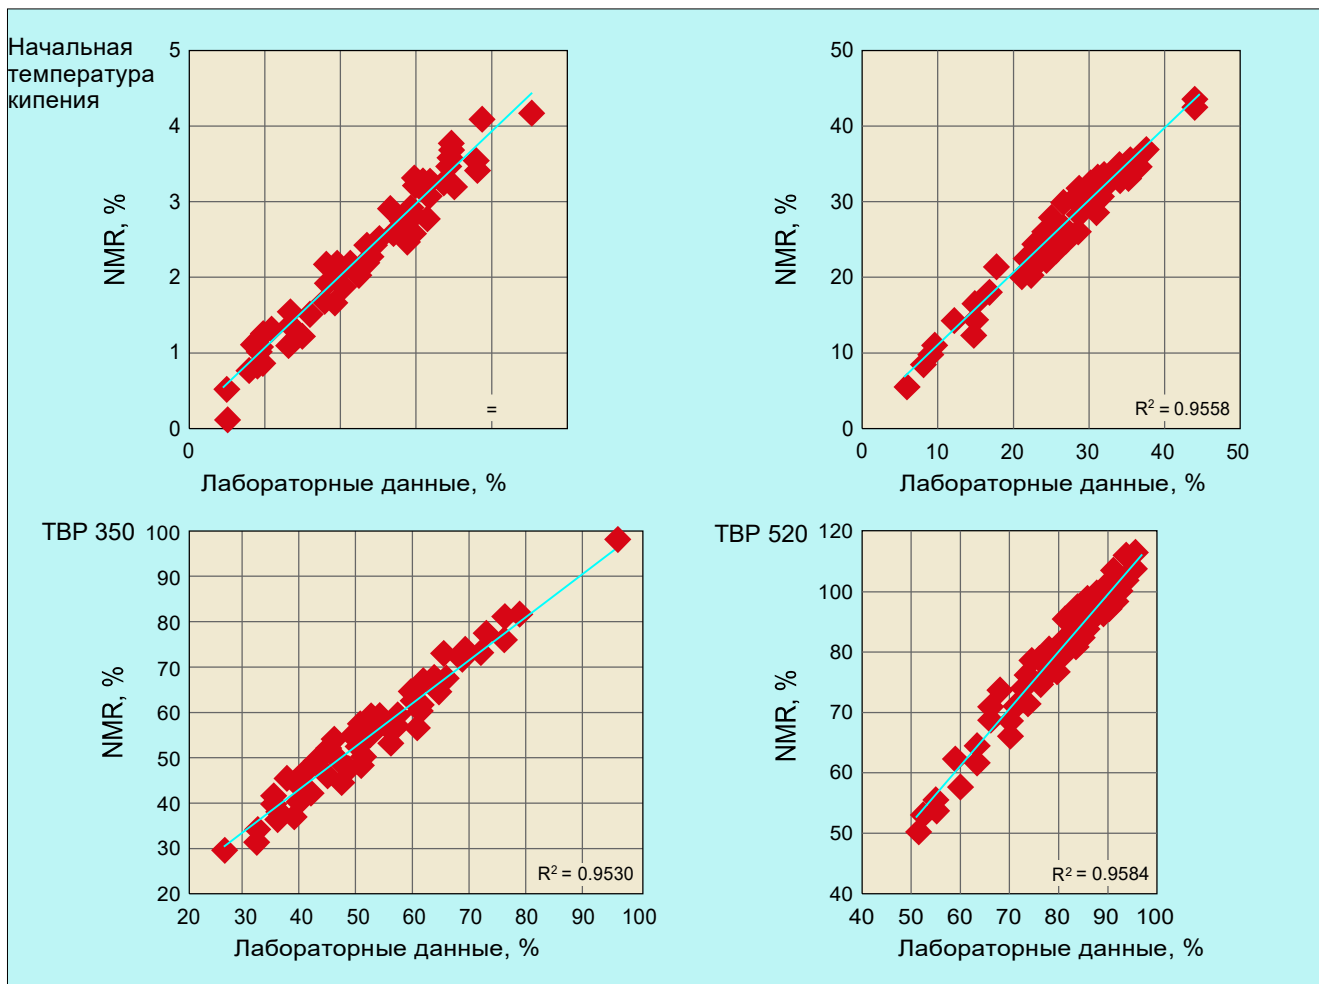 Начальная
температура
кипения
5
4
3
2
1
0
NMR, %
=
0
Лабораторные данные, %
50
40
30
20
10
0
NMR, %
R² = 0.9558
0 10 20 30 40 50
Лабораторные данные, %
TBP 350
100
90
80
70
60
50
40
30
20
NMR, %
R² = 0.9530
20 30 40 50 60 70 80 90 100
Лабораторные данные, %
TBP 520
120
100
80
70
60
50
40
NMR, %
R² = 0.9584
40 50 60 70 80 90 100
Лабораторные данные, %